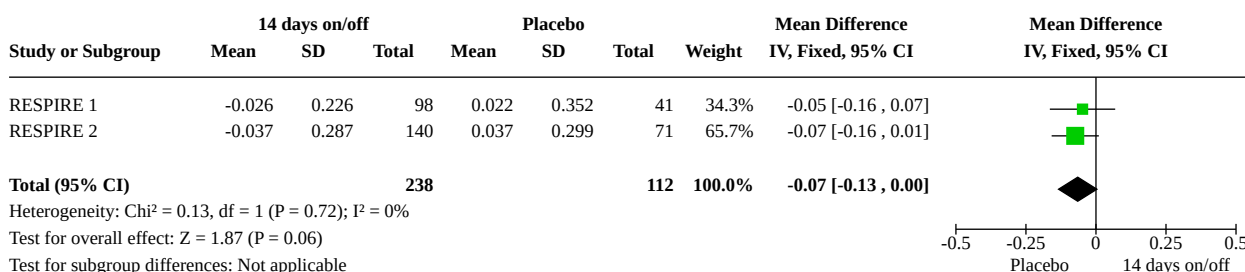 14 days on/off Placebo Mean Difference Mean Difference
Study or Subgroup Mean SD Total Mean SD Total Weight IV, Fixed, 95% CI IV, Fixed, 95% CI
RESPIRE 1 -0.026 0.226 98 0.022 0.352 41 34.3% -0.05 [-0.16 , 0.07]
RESPIRE 2 -0.037 0.287 140 0.037 0.299 71 65.7% -0.07 [-0.16 , 0.01]
Total (95% CI) 238 112 100.0% -0.07 [-0.13 , 0.00]
Heterogeneity: Chi² = 0.13, df = 1 (P = 0.72); I² = 0%
Test for overall effect: Z = 1.87 (P = 0.06)
-0.5 -0.25 0 0.25 0.5
Test for subgroup differences: Not applicable Placebo 14 days on/off